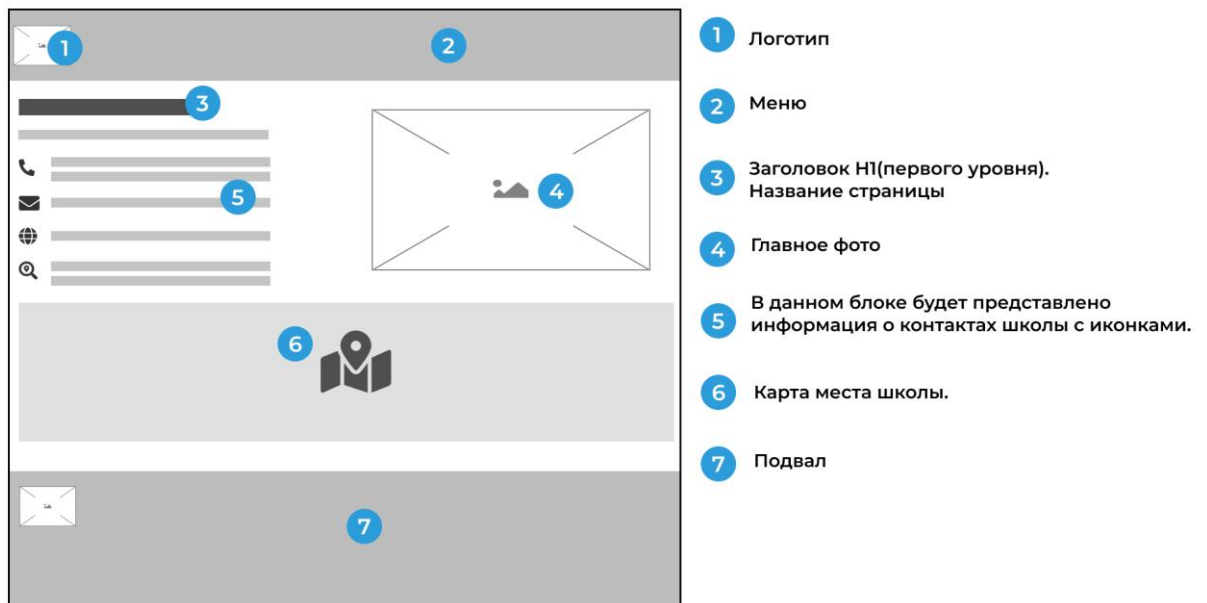 1
2
3
5
4
6
7
1 Логотип
2 Меню
3 Заголовок H1(первого уровня).
Название страницы
4 Главное фото
5 В данном блоке будет представлено
информация о контактах школы с иконками.
6 Карта места школы.
7 Подвал